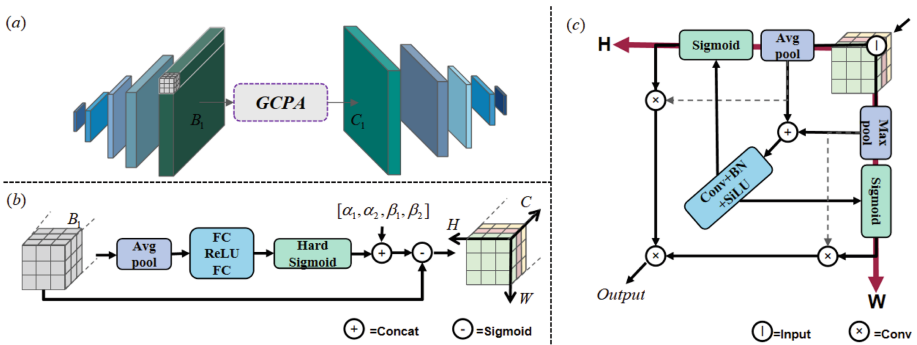 (a)
B1
GCPA
C1
(b)
B1
Avg
pool
FC
ReLU
FC
Hard
Sigmoid
[α1, α2, β1, β2]
+
-
H
C
W
+ =Concat
- =Sigmoid
(c)
H
Sigmoid
Avg
pool
|
×
+
Max
pool
Conv+BN
+SiLU
Sigmoid
×
×
Output
W
| =Input
× =Conv